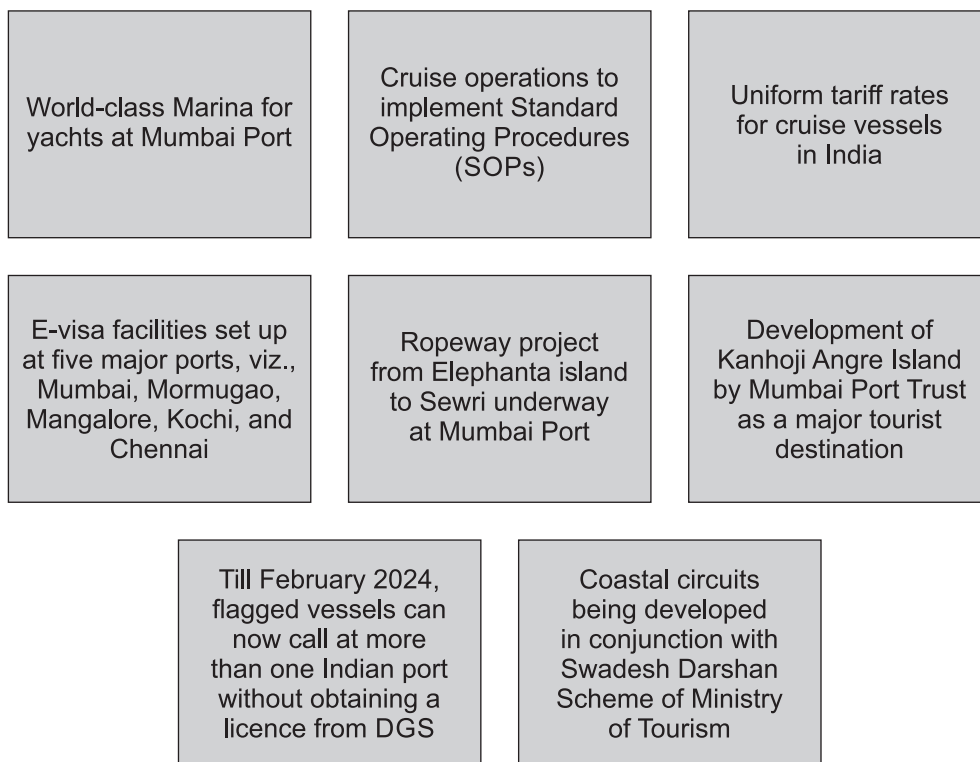 World-class Marina for
yachts at Mumbai Port
Cruise operations to
implement Standard
Operating Procedures
(SOPs)
Uniform tariff rates
for cruise vessels
in India
E-visa facilities set up
at five major ports, viz.,
Mumbai, Mormugao,
Mangalore, Kochi, and
Chennai
Ropeway project
from Elephanta island
to Sewri underway
at Mumbai Port
Development of
Kanhoji Angre Island
by Mumbai Port Trust
as a major tourist
destination
Till February 2024,
flagged vessels can
now call at more
than one Indian port
without obtaining a
licence from DGS
Coastal circuits
being developed
in conjunction with
Swadesh Darshan
Scheme of Ministry
of Tourism